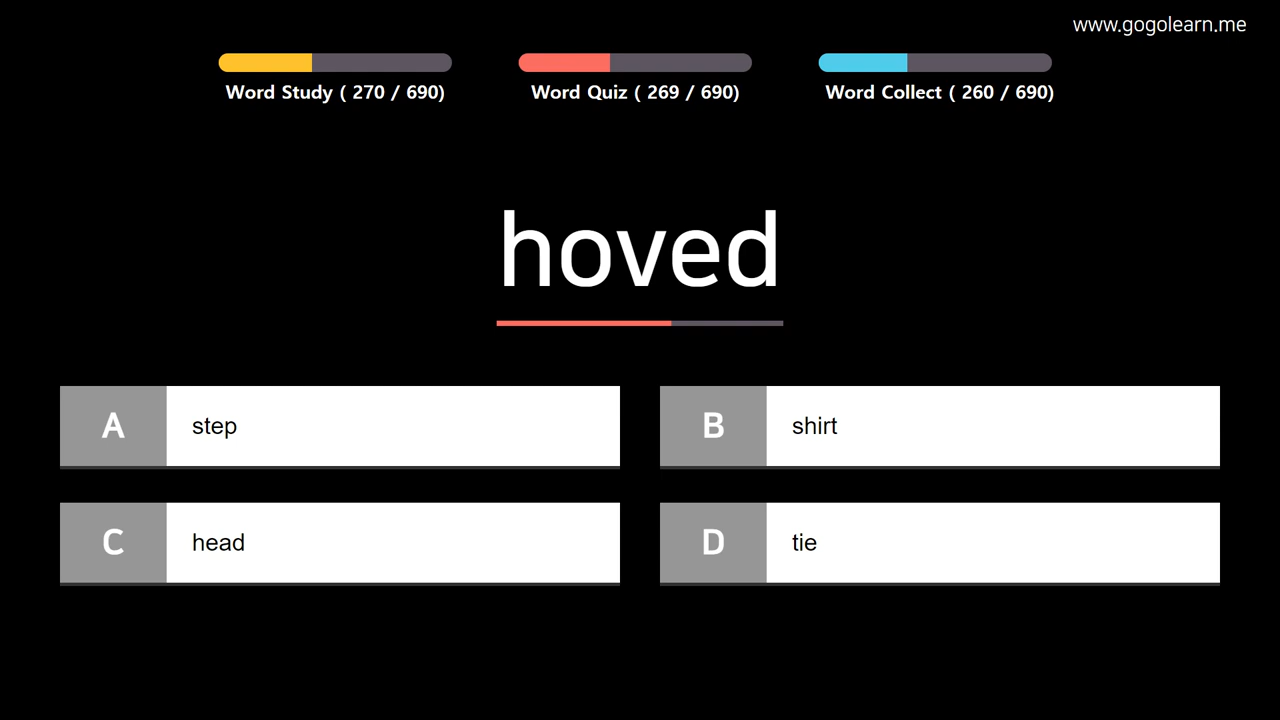 www.gogolearn.me
Word Study ( 270 / 690)
Word Quiz ( 269 / 690)
Word Collect ( 260 / 690)
hoved
A step
B shirt
C head
D tie